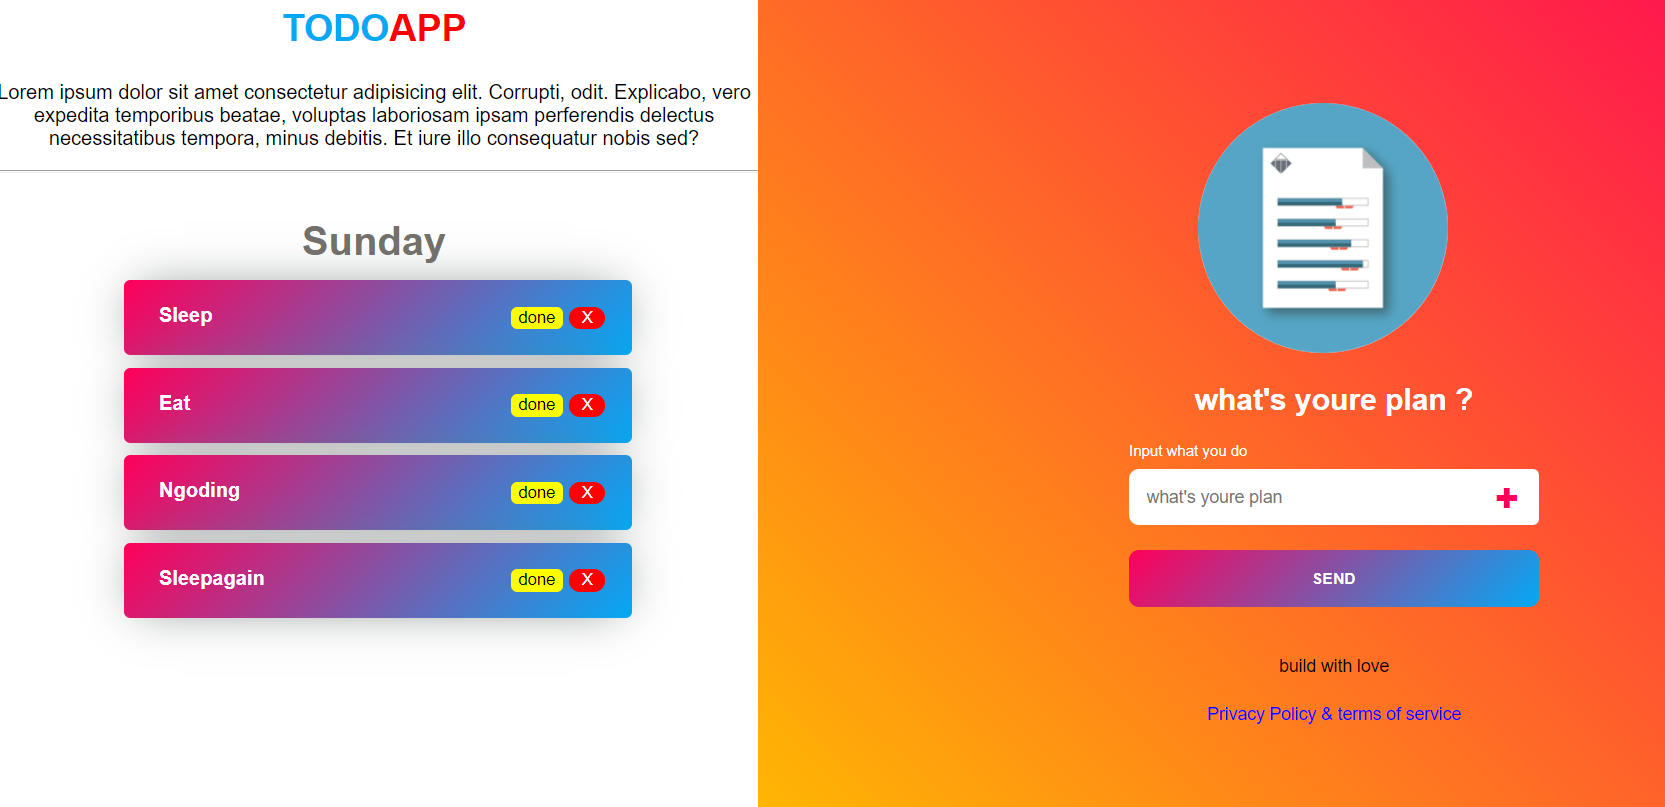 TODOAPP
Lorem ipsum dolor sit amet consectetur adipisicing elit. Corrupti, odit. Explicabo, vero
expedita temporibus beatae, voluptas laboriosam ipsam perferendis delectus
necessitatibus tempora, minus debitis. Et iure illo consequatur nobis sed?
Sunday
Sleep done X
Eat done X
Ngoding done X
Sleepagain done X
what's youre plan ?
Input what you do
what's youre plan
SEND
build with love
Privacy Policy & terms of service